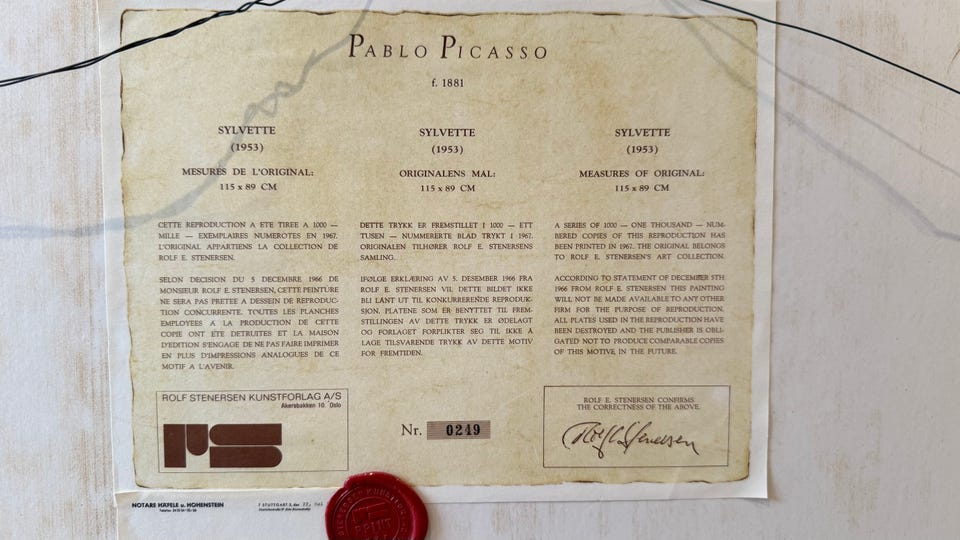 PABLO PICASSO
f. 1881
SYLVETTE
(1953)
MESURES DE L'ORIGINAL:
115 x 89 CM
CETTE REPRODUCTION A ETE TIREE A 1000 —
MILLE — EXEMPLAIRES NUMEROTES EN 1967.
L'ORIGINAL APPARTIENS LA COLLECTION DE
ROLF E. STENERSEN.
SELON DECISION DU 5 DECEMBRE 1966 DE
MONSIEUR ROLF E. STENERSEN, CETTE PEINTURE
NE SERA PAS PRETEE A DESSEIN DE REPRODUC-
TION CONCURRENTE. TOUTES LES PLANCHES
EMPLOYEES A LA PRODUCTION DE CETTE
COPIE ONT ÉTE DETRUITES ET LA MAISON
D'EDITION S'ENGAGE DE NE PAS FAIRE IMPRIMER
EN PLUS D'IMPRESSIONS ANALOGUES DE CE
MOTIF A L'AVENIR.
SYLVETTE
(1953)
ORIGINALENS MAL:
115 x 89 CM
DETTE TRYKK ER FREMSTILLET I 1000 — ETT
TUSEN — NUMMERERTE BLAD TRYKT I 1967.
ORIGINALEN TILHØRER ROLF E. STENERSENS
SAMLING.
IFØLGE ERKLÆRING AV 5. DESEMBER 1966 FRA
ROLF E. STENERSEN VIL DETTE BILDET IKKE
BLI LÅNT UT TIL KONKURRERENDE REPRODUK-
SJON. PLATENE SOM ER BENYTTET TIL FREM-
STILLINGEN AV DETTE TRYKK ER ØDELAGT
OG FORLAGET FORPLIKTER SEG TIL IKKE Å
LAGE TILSVARENDE TRYKK AV DETTE MOTIV
FOR FREMTIDEN.
SYLVETTE
(1953)
MEASURES OF ORIGINAL:
115 x 89 CM
A SERIES OF 1000 — ONE THOUSAND — NUM-
BERED COPIES OF THIS REPRODUCTION HAS
BEEN PRINTED IN 1967. THE ORIGINAL BELONGS
TO ROLF E. STENERSEN'S ART COLLECTION.
ACCORDING TO STATEMENT OF DECEMBER 5TH
1966 FROM ROLF E. STENERSEN THIS PAINTING
WILL NOT BE MADE AVAILABLE TO ANY OTHER
FIRM FOR THE PURPOSE OF REPRODUCTION.
ALL PLATES USED IN THE REPRODUCTION HAVE
BEEN DESTROYED AND THE PUBLISHER IS OBLI-
GATED NOT TO PRODUCE COMPARABLE COPIES
OF THIS MOTIVE, IN THE FUTURE.
ROLF STENERSEN KUNSTFORLAG A/S
Akersbakken 10. Oslo
Nr. 0249
ROLF E. STENERSEN CONFIRMS
THE CORRECTNESS OF THE ABOVE.
Rolf E Stenersen
NOTARE HÄFELE u. HOHENSTEIN
7 STUTTGART
PRINT